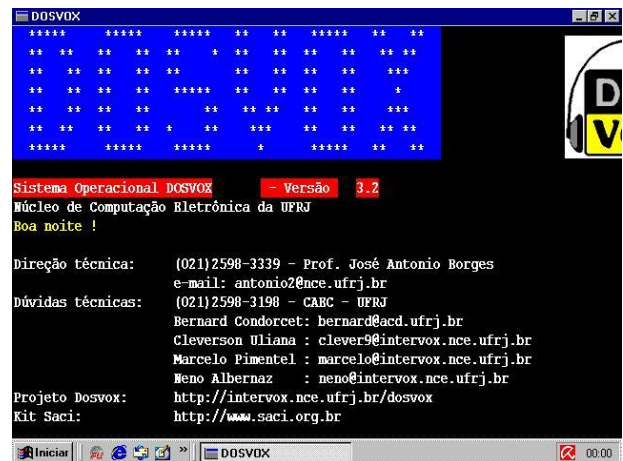 DOSVOX
DOSVOX
D
V
Sistema Operacional DOSVOX - Versão 3.2
Núcleo de Computação Eletrônica da UFRJ
Boa noite !
Direção técnica: (021)2598-3339 - Prof. José Antonio Borges
e-mail: antonio2@nce.ufrj.br
Dúvidas técnicas: (021)2598-3198 - CAEC - UFRJ
Bernard Condorcet: bernard@acd.ufrj.br
Cleverson Uliana : clever90@intervox.nce.ufrj.br
Marcelo Pimentel : marcelo@intervox.nce.ufrj.br
Neno Albernaz : neno@intervox.nce.ufrj.br
Projeto Dosvox: http://intervox.nce.ufrj.br/dosvox
Kit Saci: http://www.saci.org.br
Iniciar » DOSVOX 00:00